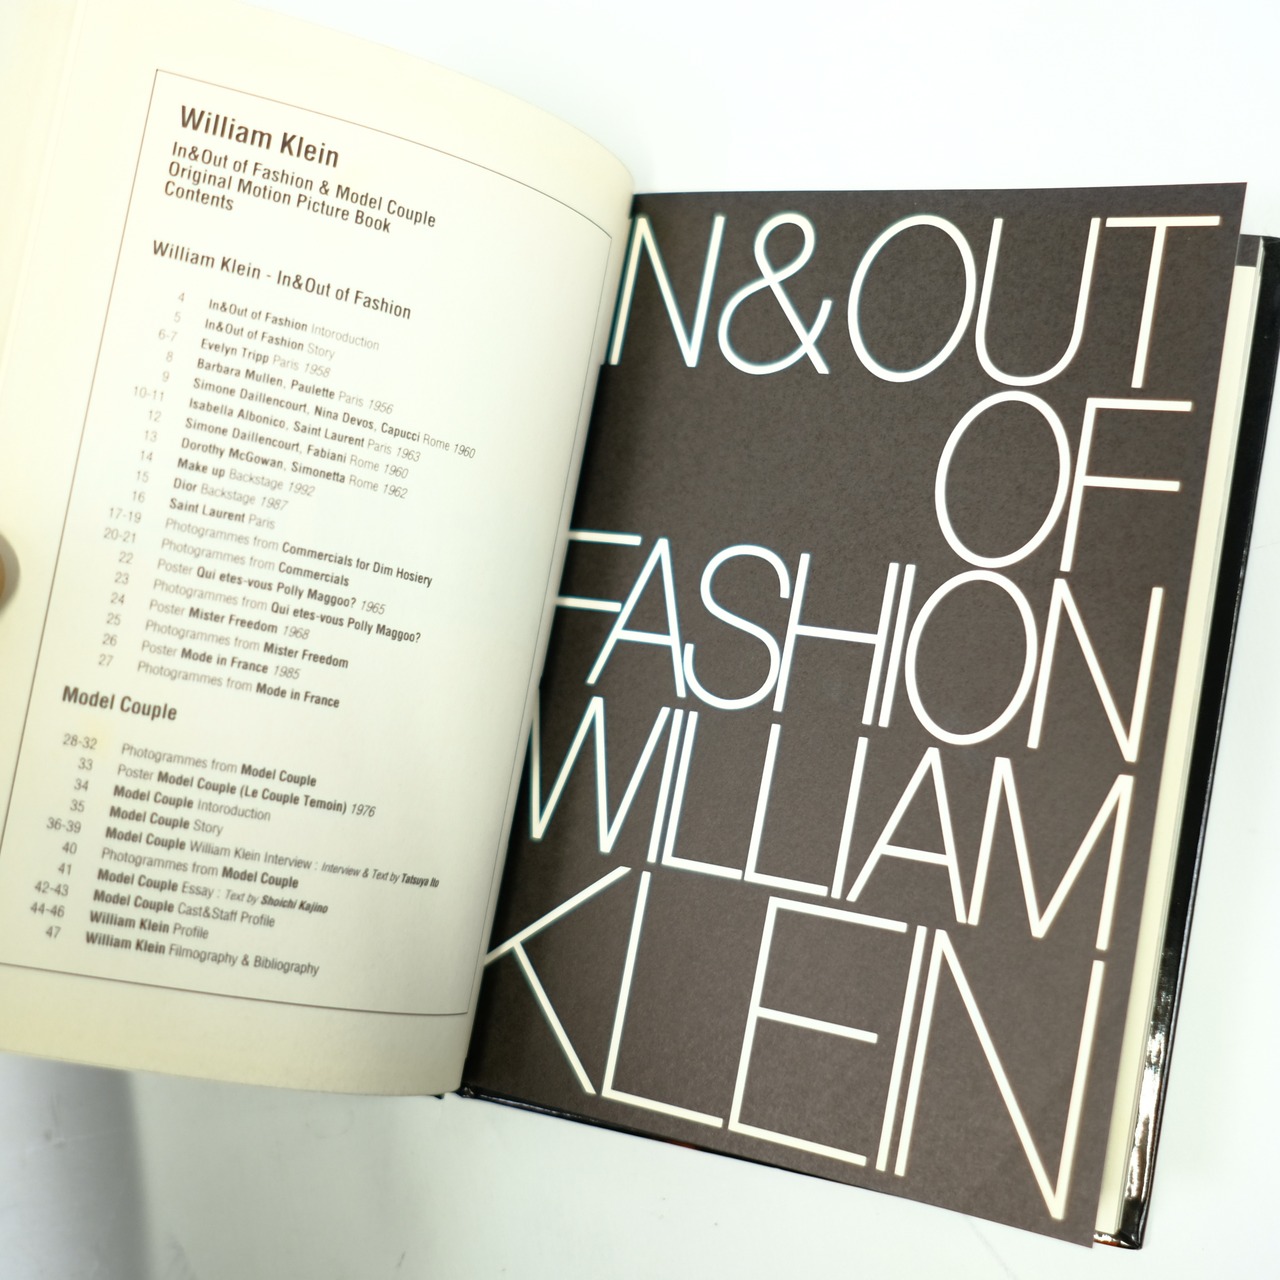 William Klein
In&Out of Fashion & Model Couple
Original Motion Picture Book
Contents
William Klein - In&Out of Fashion
4 In&Out of Fashion Intoroduction
5 In&Out of Fashion Story
6-7 Evelyn Tripp Paris 1958
8 Barbara Mullen, Paulette Paris 1956
9 Simone Daillencourt, Nina Devos, Capucci Rome 1960
10-11 Isabella Albonico, Saint Laurent Paris 1963
12 Simone Daillencourt, Fabiani Rome 1960
13 Dorothy McGowan, Simonetta Rome 1962
14 Make up Backstage 1992
15 Dior Backstage 1987
16 Saint Laurent Paris
17-19 Photogrammes from Commercials for Dim Hosiery
20-21 Photogrammes from Commercials
22 Poster Qui etes-vous Polly Maggoo? 1965
23 Photogrammes from Qui etes-vous Polly Maggoo?
24 Poster Mister Freedom 1968
25 Photogrammes from Mister Freedom
26 Poster Made in France 1985
27 Photogrammes from Made in France
Model Couple
28-32 Photogrammes from Model Couple
33 Poster Model Couple (Le Couple Temoin) 1976
34 Model Couple Intoroduction
35 Model Couple Story
36-39 Model Couple William Klein Interview : Interview & Text by Tatsuya Ito
40 Photogrammes from Model Couple
41 Model Couple Essay : Text by Shoichi Kajino
42-43 Model Couple Cast&Staff Profile
44-46 William Klein Profile
47 William Klein Filmography & Bibliography
IN & OUT
OF
FASHION
WILLIAM
KLEIN